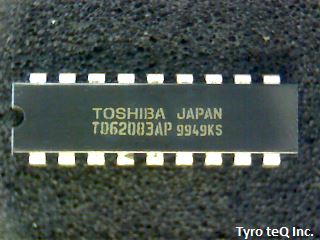 TOSHIBA JAPAN
TD62083AP 9949KS
Tyro teQ Inc.